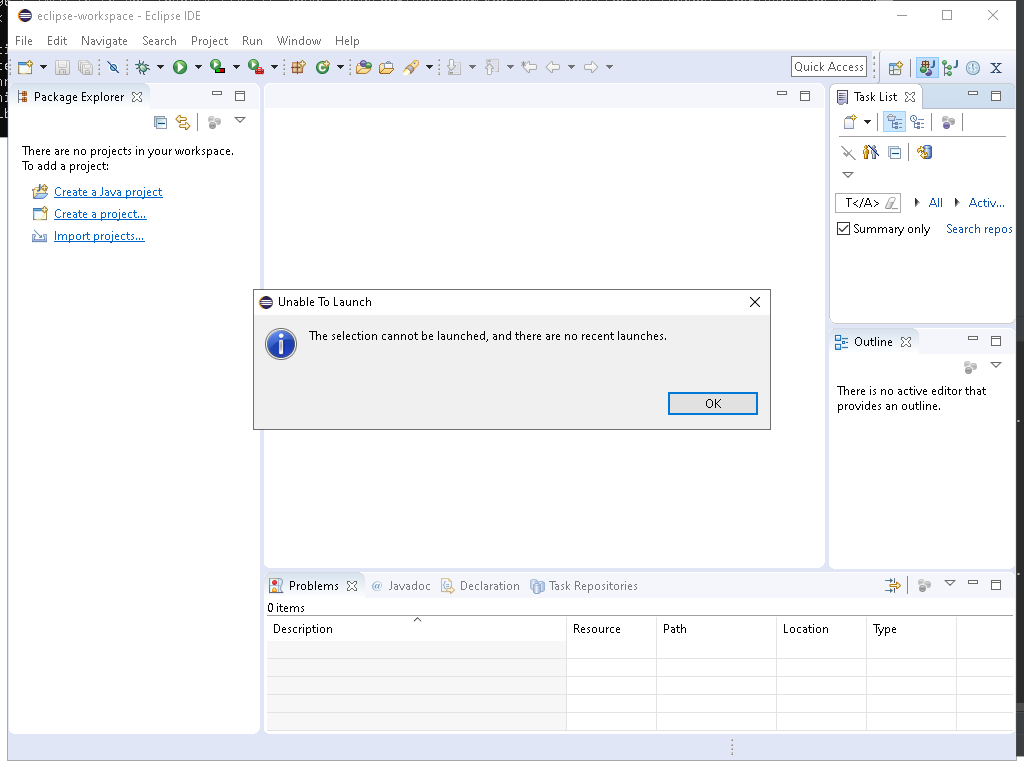 eclipse-workspace - Eclipse IDE
File Edit Navigate Search Project Run Window Help
Quick Access
Package Explorer
There are no projects in your workspace.
To add a project:
Create a Java project
Create a project...
Import projects...
Task List
T</A> All Activ...
Summary only Search repos
Unable To Launch
The selection cannot be launched, and there are no recent launches.
OK
Outline
There is no active editor that
provides an outline.
Problems Javadoc Declaration Task Repositories
0 items
Description Resource Path Location Type